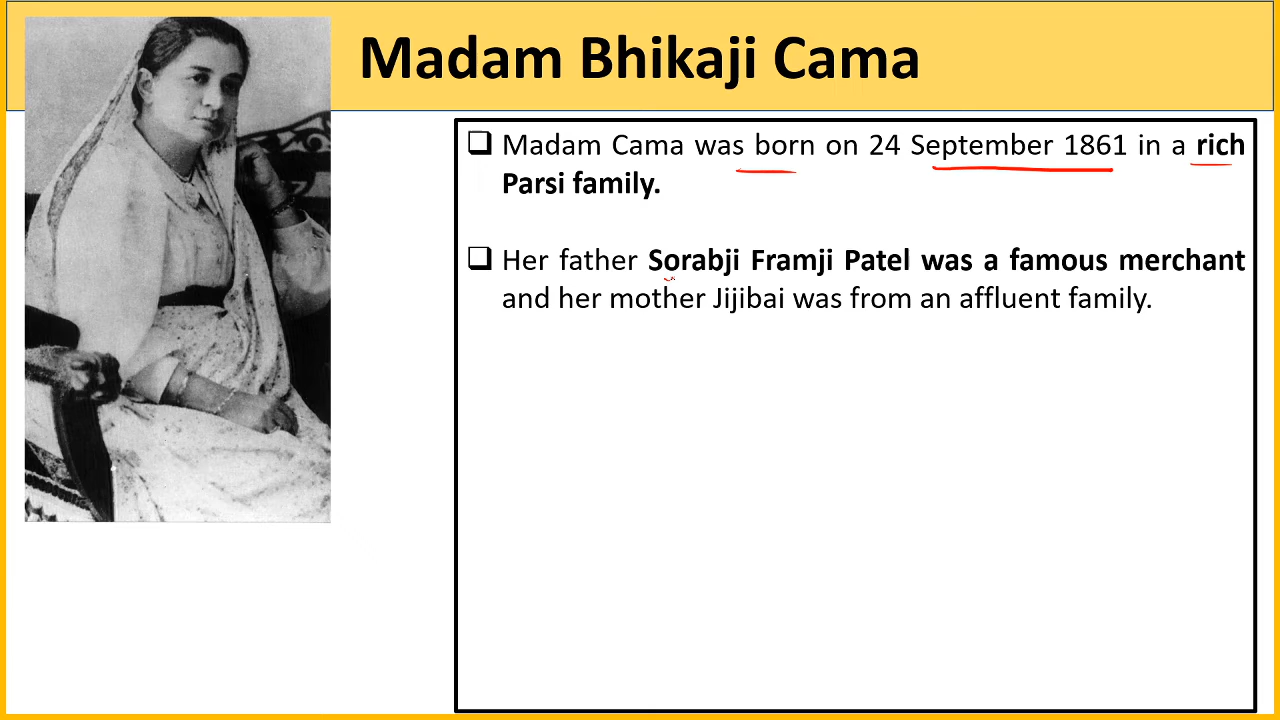 Madam Bhikaji Cama
❑ Madam Cama was born on 24 September 1861 in a rich
Parsi family.
❑ Her father Sorabji Framji Patel was a famous merchant
and her mother Jijibai was from an affluent family.